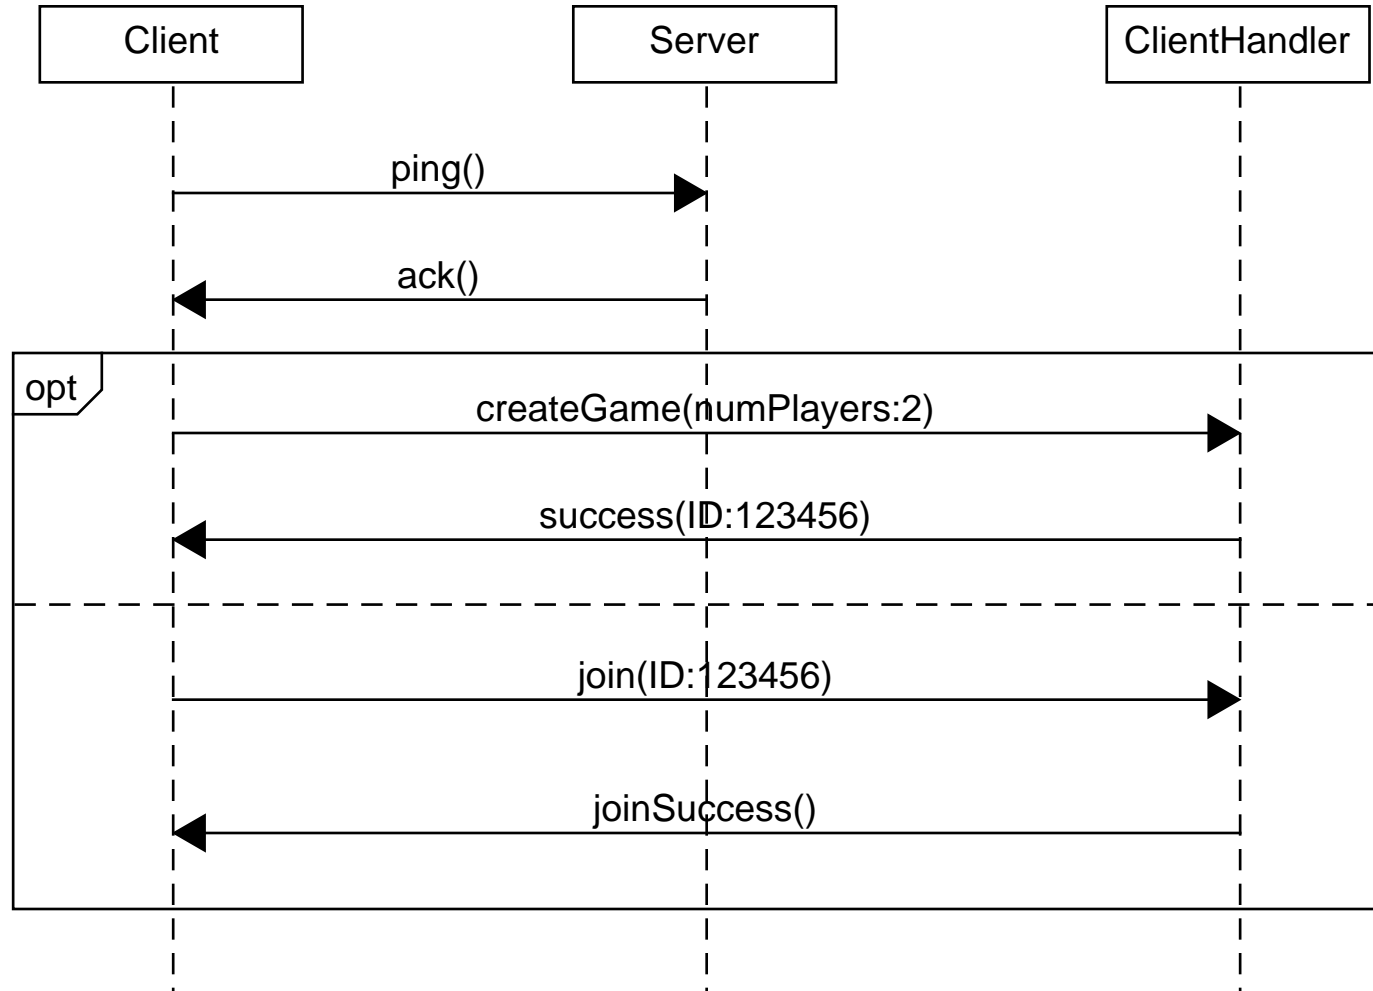 Client
Server
ClientHandler
ping()
ack()
opt
createGame(numPlayers:2)
success(ID:123456)
join(ID:123456)
joinSuccess()